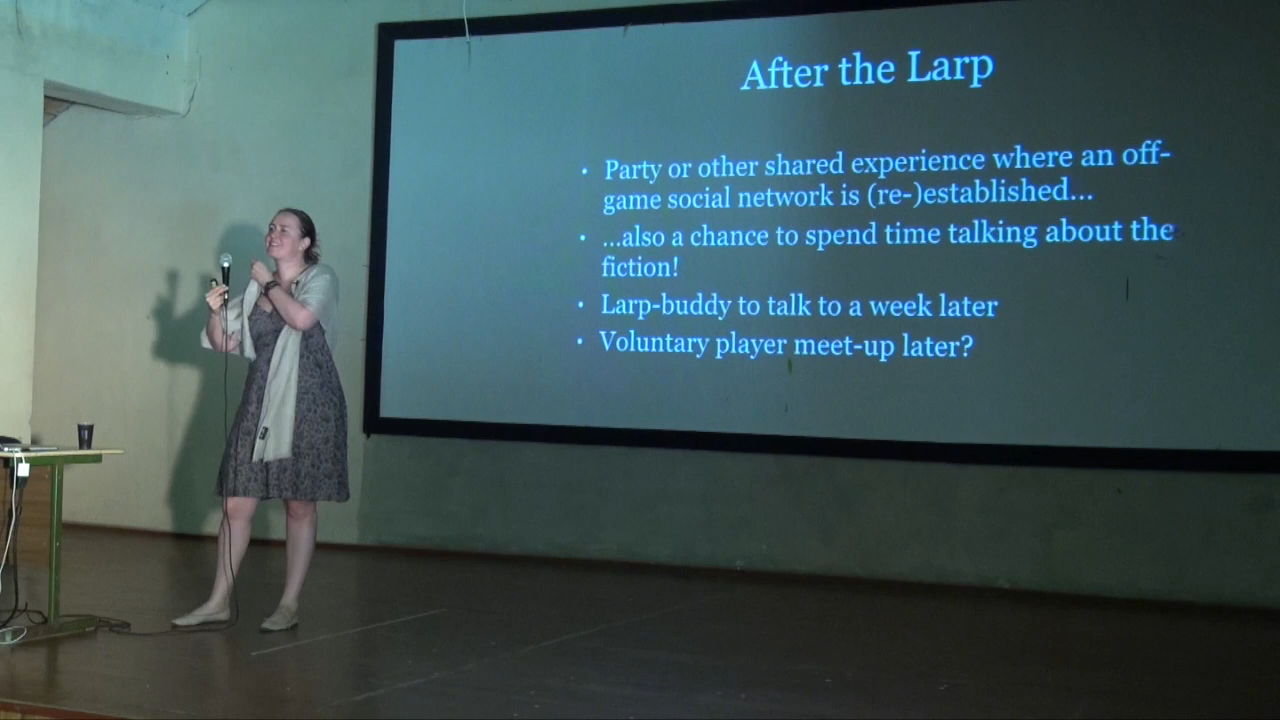 After the Larp
• Party or other shared experience where an off-
game social network is (re-)established...
• ...also a chance to spend time talking about the
fiction!
• Larp-buddy to talk to a week later
• Voluntary player meet-up later?